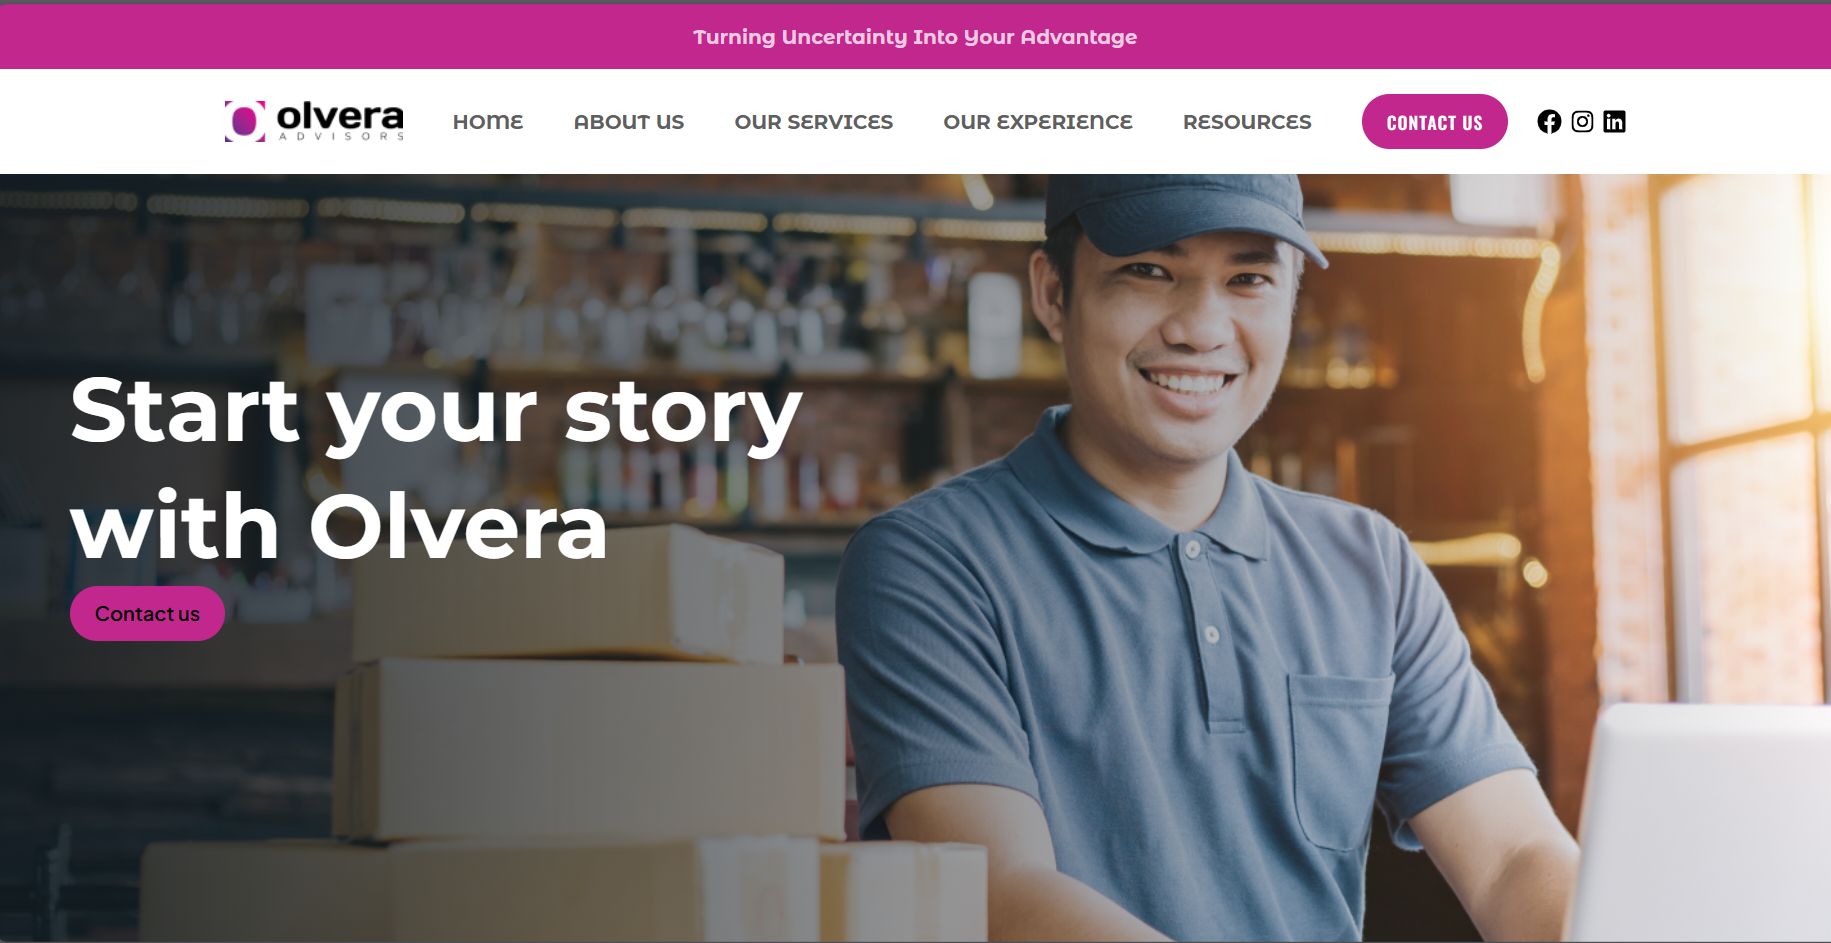 Turning Uncertainty Into Your Advantage
olvera
ADVISORS
HOME ABOUT US OUR SERVICES OUR EXPERIENCE RESOURCES CONTACT US
Start your story
with Olvera
Contact us